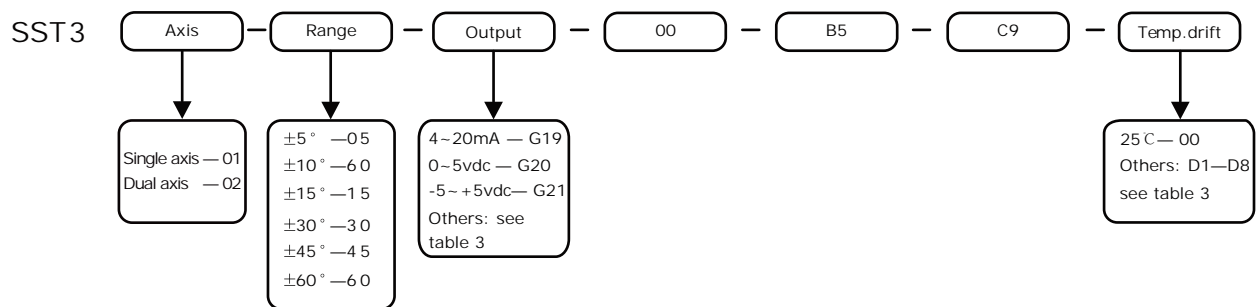 SST3 Axis — Range — Output — 00 — B5 — C9 — Temp.drift
Single axis — 01
Dual axis — 02
±5° —05
±10°—60
±15°—15
±30°—30
±45°—45
±60°—60
4~20mA — G19
0~5vdc — G20
-5~+5vdc— G21
Others: see
table 3
25℃— 00
Others: D1—D8
see table 3